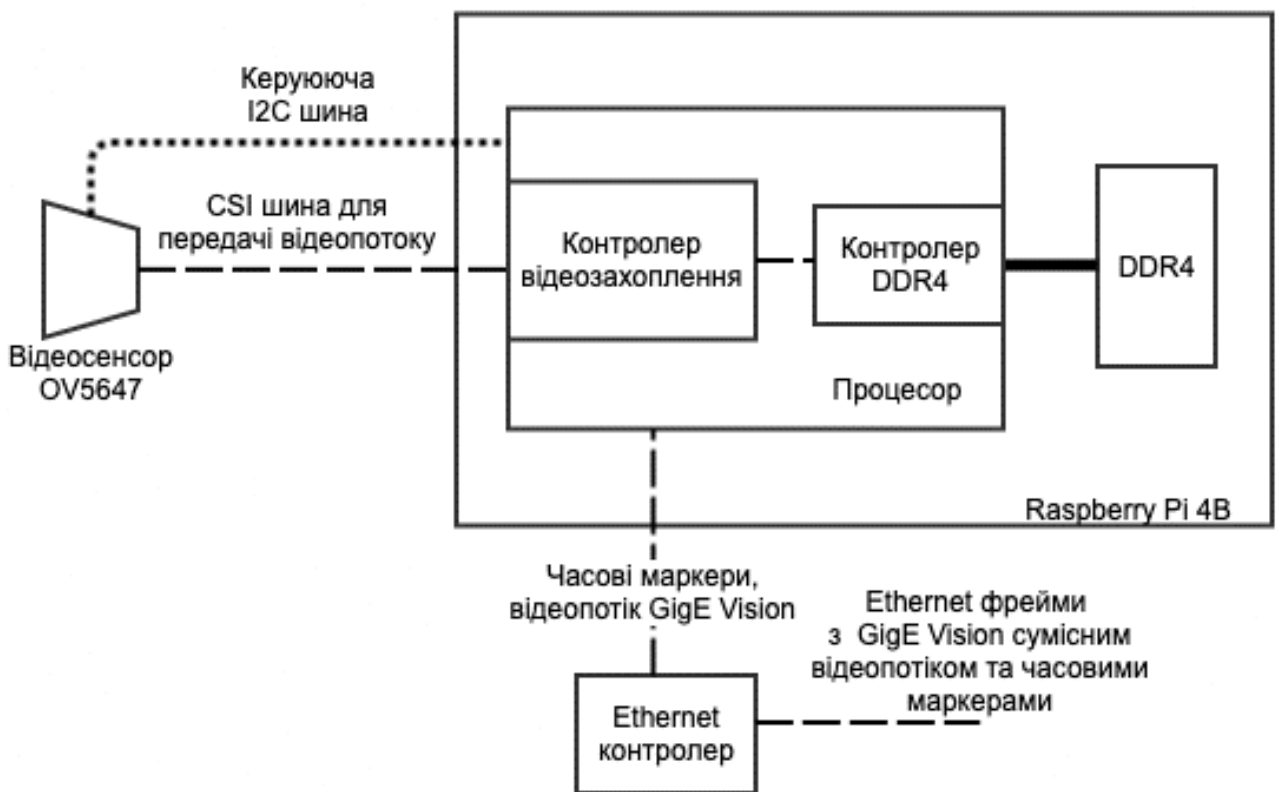 Керуююча
I2C шина
CSI шина для
передачі відеопотоку
Контролер
відеозахоплення
Контролер
DDR4
DDR4
Відеосенсор
OV5647
Процесор
Raspberry Pi 4B
Часові маркери,
відеопотік GigE Vision
Ethernet фрейми
з GigE Vision сумісним
відеопотіком та часовими
маркерами
Ethernet
контролер